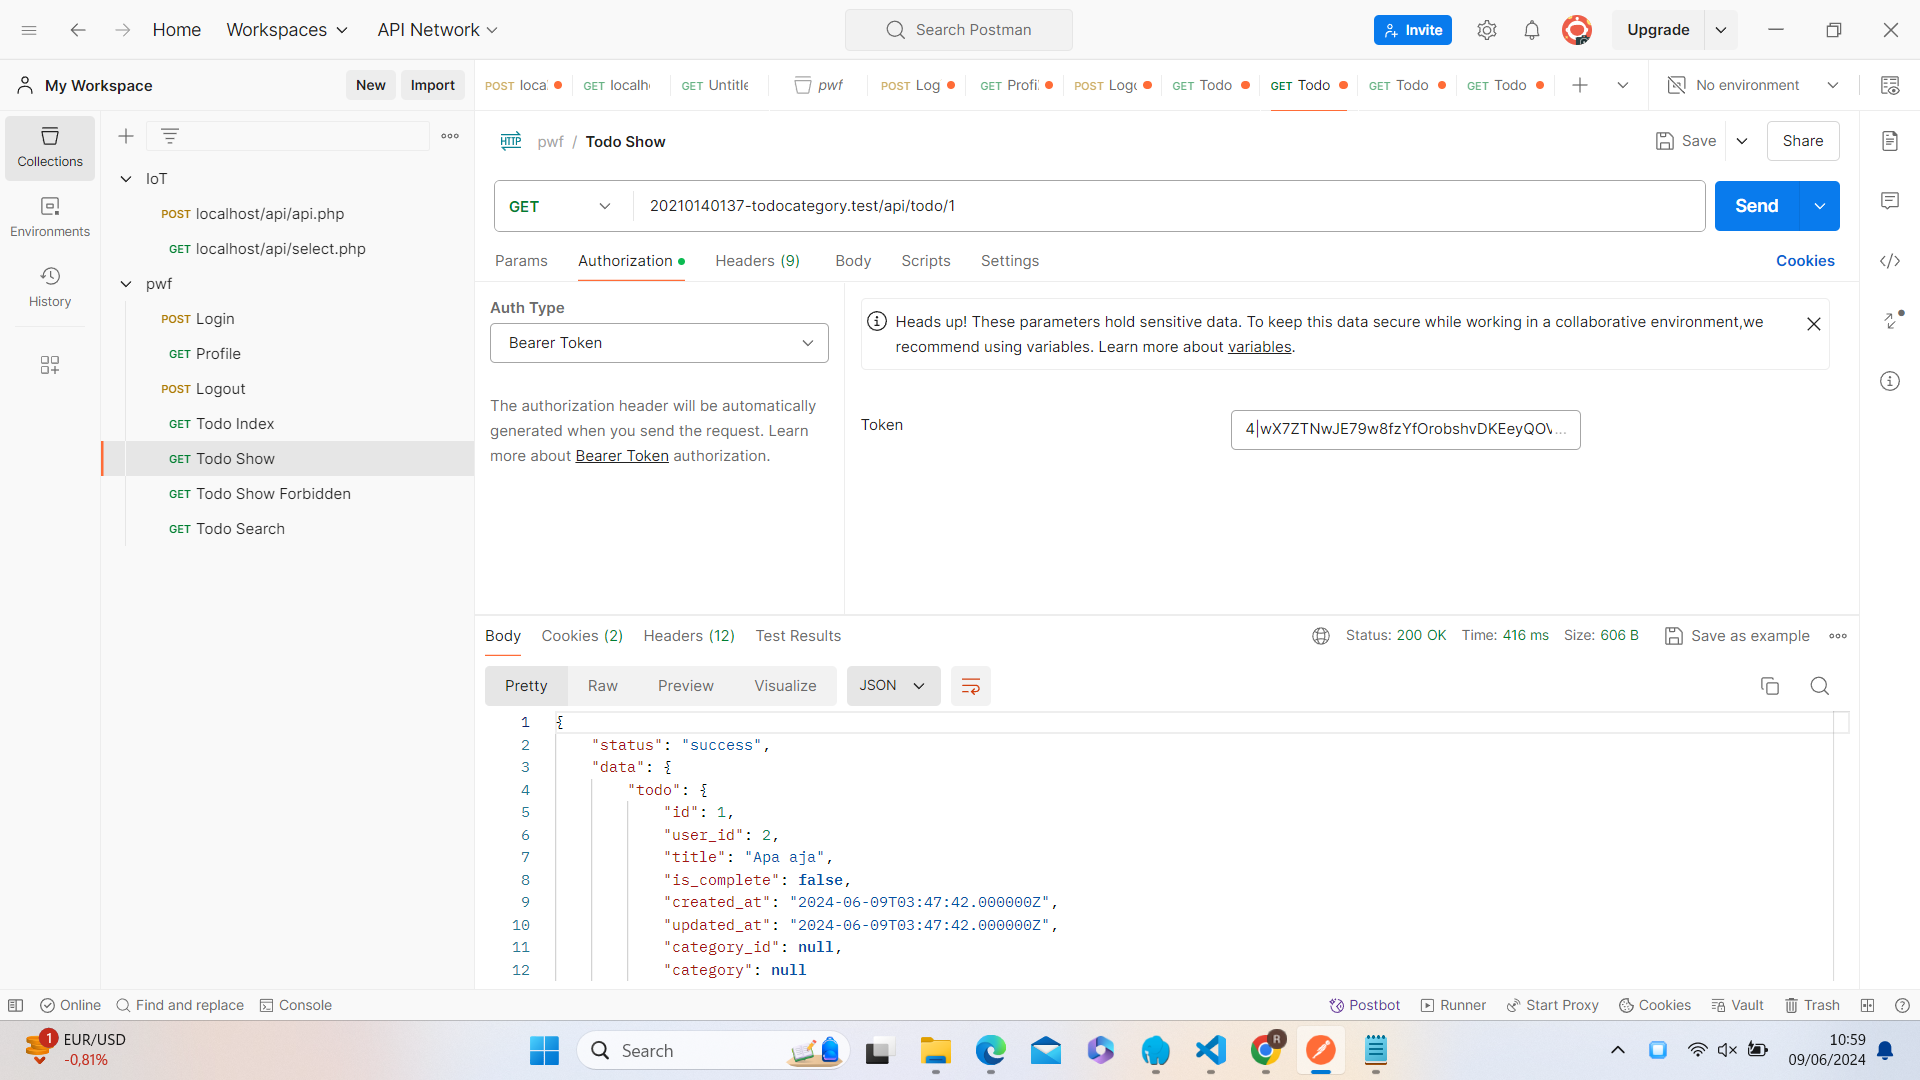 Home Workspaces API Network
Search Postman
Invite
Upgrade
My Workspace
New Import
POST loca
GET localh
GET Untitle
pwf
POST Log
GET Profi
POST Logo
GET Todo
GET Todo
GET Todo
GET Todo
No environment
Collections
Environments
History
IoT
POST localhost/api/api.php
GET localhost/api/select.php
pwf
POST Login
GET Profile
POST Logout
GET Todo Index
GET Todo Show
GET Todo Show Forbidden
GET Todo Search
HTTP pwf / Todo Show
Save
Share
GET 20210140137-todocategory.test/api/todo/1
Send
Params Authorization Headers (9) Body Scripts Settings
Cookies
Auth Type
Bearer Token
The authorization header will be automatically
generated when you send the request. Learn
more about Bearer Token authorization.
Heads up! These parameters hold sensitive data. To keep this data secure while working in a collaborative environment,we
recommend using variables. Learn more about variables.
Token
4|wX7ZTNwJE79w8fzYfOrobshvDKEeyQOV...
Body Cookies (2) Headers (12) Test Results
Status: 200 OK Time: 416 ms Size: 606 B
Save as example
Pretty Raw Preview Visualize
JSON
1 {
2 "status": "success",
3 "data": {
4 "todo": {
5 "id": 1,
6 "user_id": 2,
7 "title": "Apa aja",
8 "is_complete": false,
9 "created_at": "2024-06-09T03:47:42.000000Z",
10 "updated_at": "2024-06-09T03:47:42.000000Z",
11 "category_id": null,
12 "category": null
Online Find and replace Console
Postbot Runner Start Proxy Cookies Vault Trash
1
EUR/USD
-0,81%
Search
R
10:59
09/06/2024